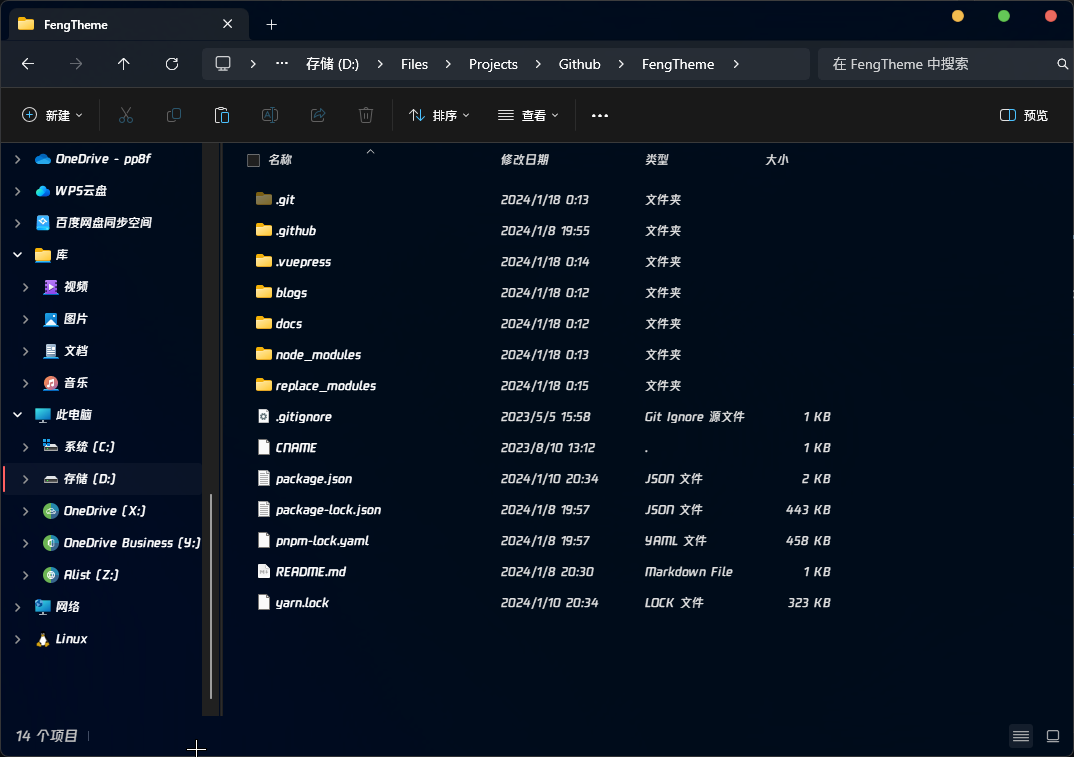 FengTheme
存储 (D:) Files Projects Github FengTheme
在 FengTheme 中搜索
新建 排序 查看 预览
OneDrive - pp8f
WPS云盘
百度网盘同步空间
库
视频
图片
文档
音乐
此电脑
系统 (C:)
存储 (D:)
OneDrive (X:)
OneDrive Business (Y:)
Alist (Z:)
网络
Linux
名称 修改日期 类型 大小
.git 2024/1/18 0:13 文件夹
.github 2024/1/8 19:55 文件夹
.vuepress 2024/1/18 0:14 文件夹
blogs 2024/1/18 0:12 文件夹
docs 2024/1/18 0:12 文件夹
node_modules 2024/1/18 0:13 文件夹
replace_modules 2024/1/18 0:15 文件夹
.gitignore 2023/5/5 15:58 Git Ignore 源文件 1 KB
CNAME 2023/8/10 13:12 . 1 KB
package.json 2024/1/10 20:34 JSON 文件 2 KB
package-lock.json 2024/1/8 19:57 JSON 文件 443 KB
pnpm-lock.yaml 2024/1/8 19:57 YAML 文件 458 KB
README.md 2024/1/8 20:30 Markdown File 1 KB
yarn.lock 2024/1/10 20:34 LOCK 文件 323 KB
14 个项目